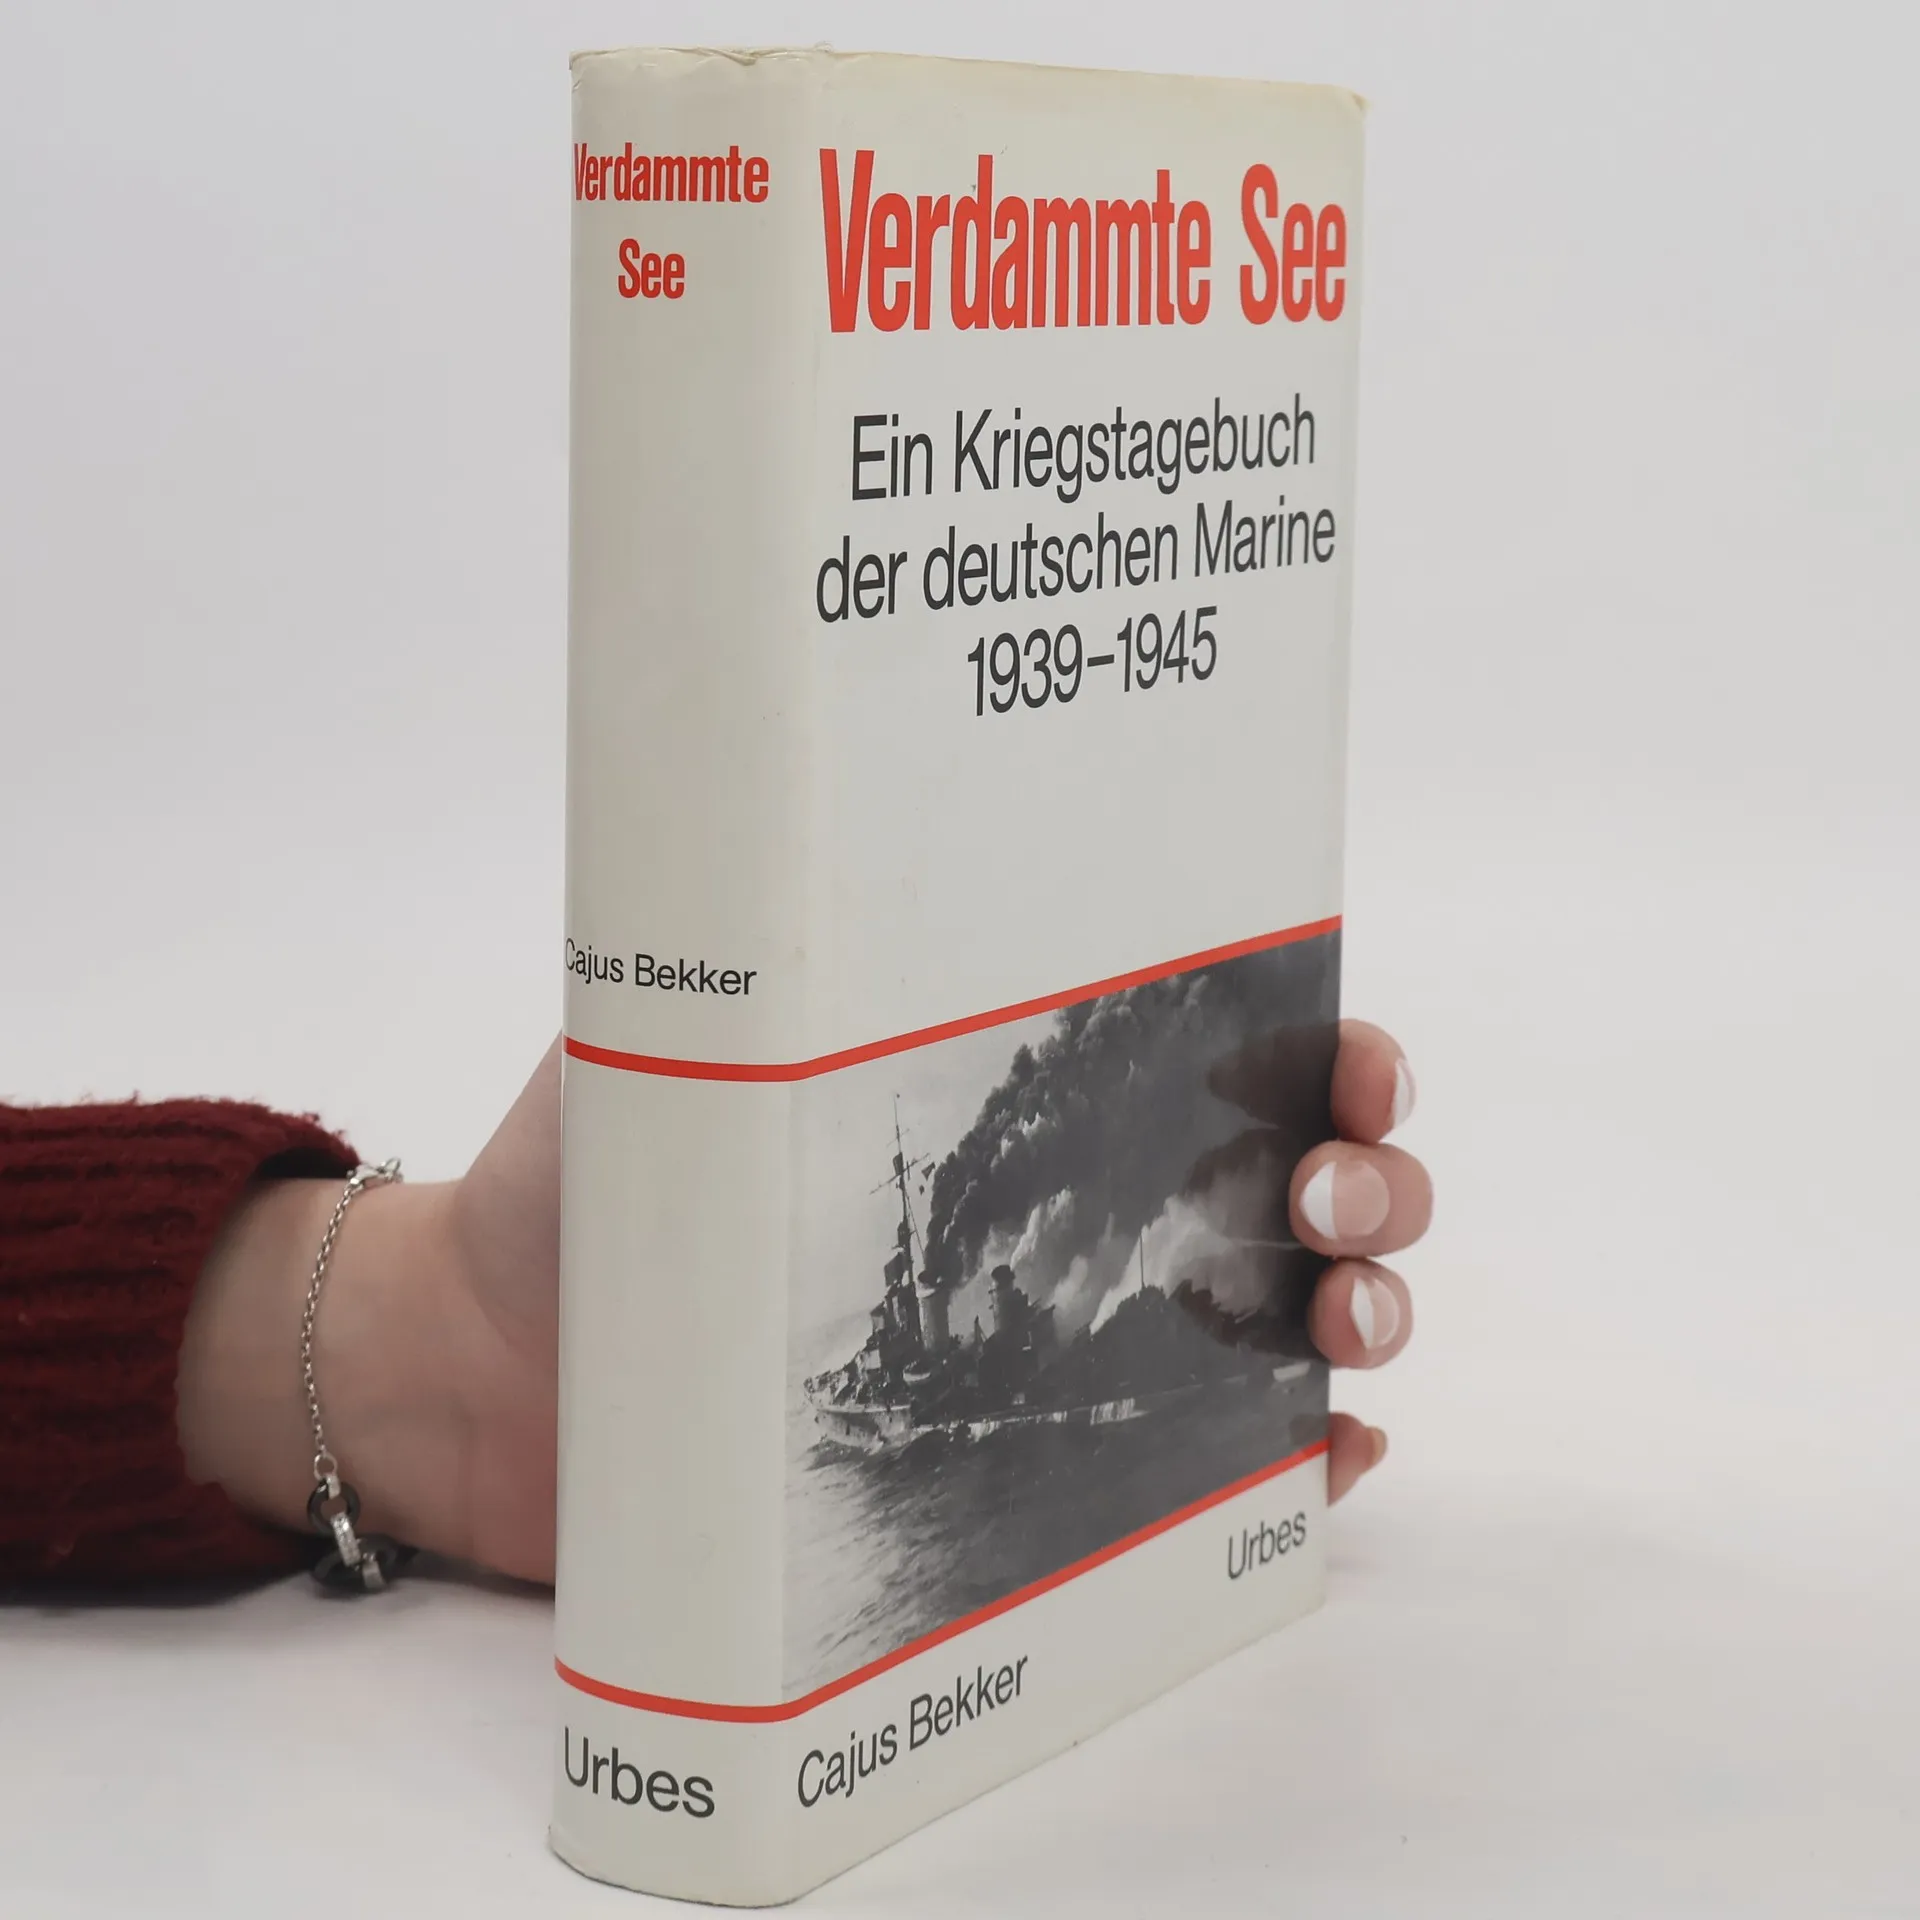 Verdammte
See
Cajus Bekker
Urbes
Verdammte See
Ein Kriegstagebuch
der deutschen Marine
1939–1945
Urbes
Cajus Bekker